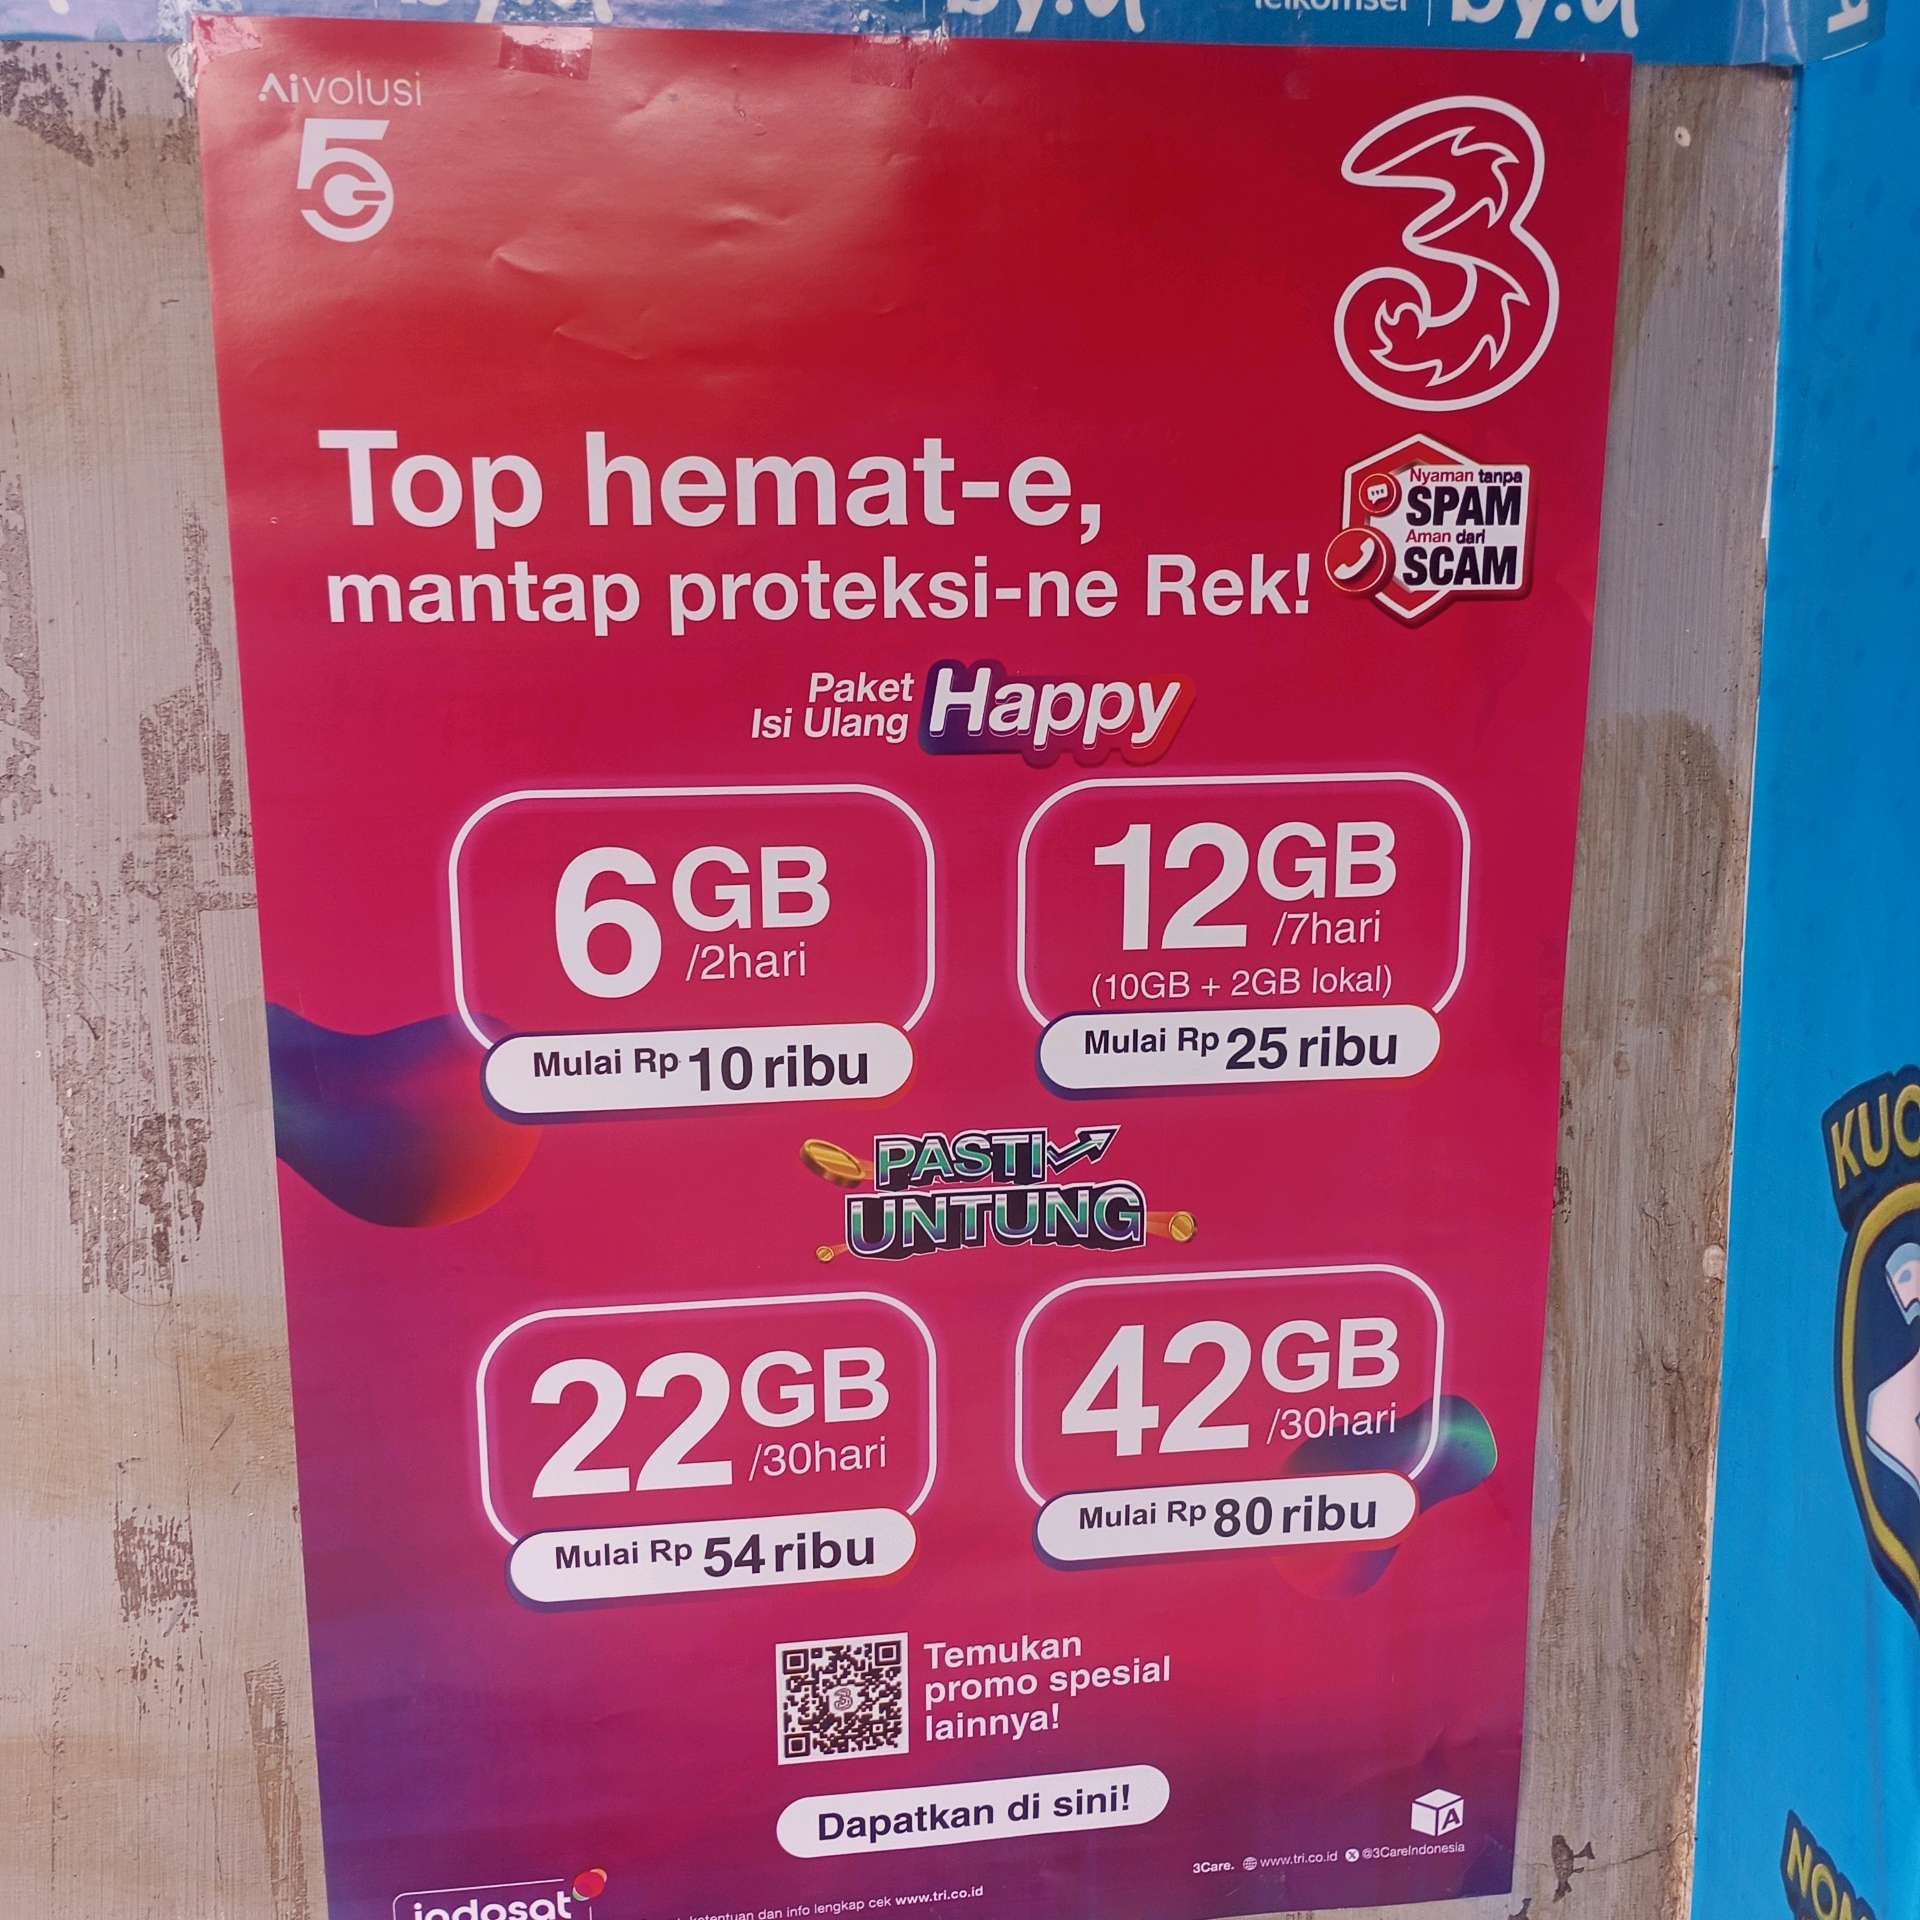 by.u
Telkomsel
by.u
Aivolusi
5G
3
Top hemat-e,
mantap proteksi-ne Rek!
Nyaman tanpa
SPAM
Aman dari
SCAM
Paket
Isi Ulang
Happy
6GB
/2hari
Mulai Rp 10 ribu
12GB
/7hari
(10GB + 2GB lokal)
Mulai Rp 25 ribu
PASTI
UNTUNG
22GB
/30hari
Mulai Rp 54 ribu
42GB
/30hari
Mulai Rp 80 ribu
Temukan
promo spesial
lainnya!
Dapatkan di sini!
A
3Care. www.tri.co.id @3CareIndonesia
indosat
dan info lengkap cek www.tri.co.id